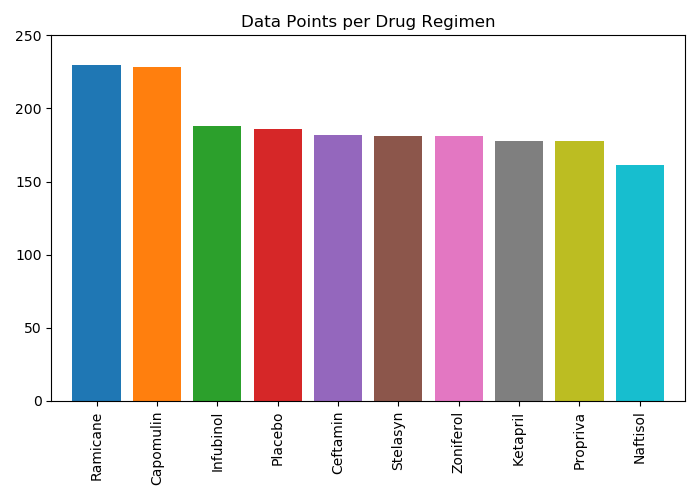 Data Points per Drug Regimen
250
200
150
100
50
0
Ramicane
Capomulin
Infubinol
Placebo
Ceftamin
Stelasyn
Zoniferol
Ketapril
Propriva
Naftisol